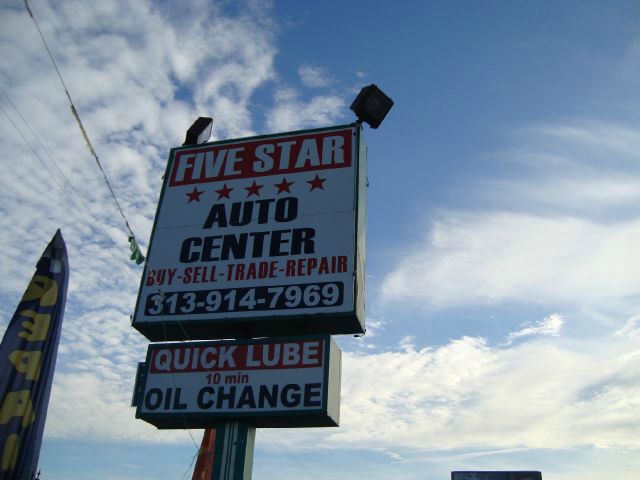 FIVE STAR
AUTO
CENTER
BUY-SELL-TRADE-REPAIR
313-914-7969
QUICK LUBE
10 min
OIL CHANGE